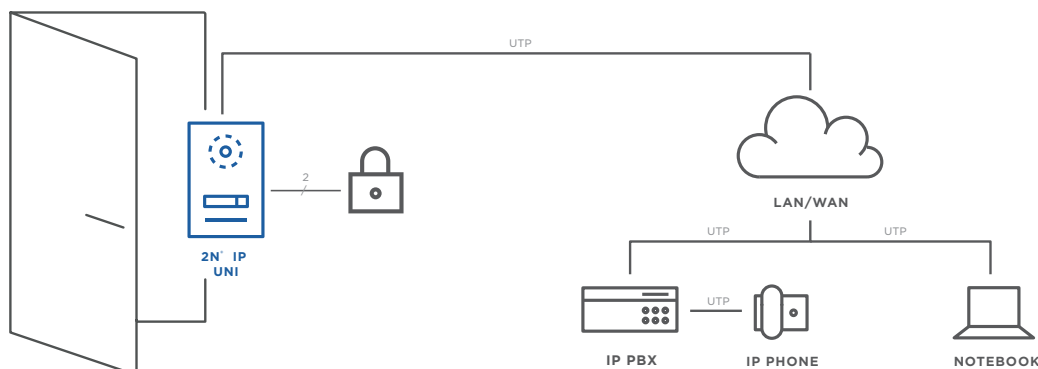 UTP
2
LAN/WAN
2N° IP
UNI
UTP
UTP
UTP
IP PBX
IP PHONE
NOTEBOOK